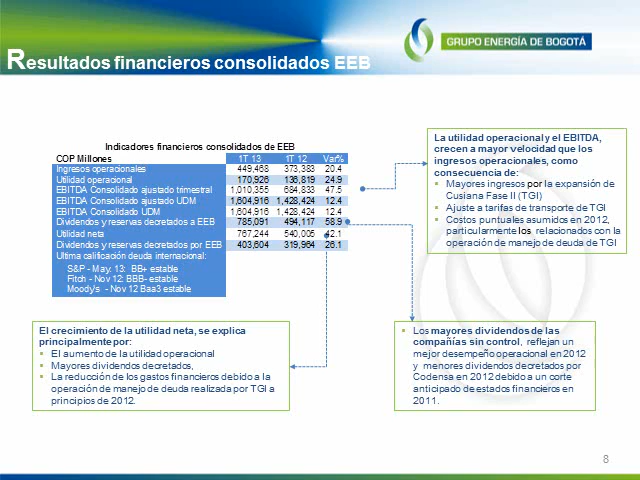 GRUPO ENERGÍA DE BOGOTÁ
Resultados financieros consolidados EEB
Indicadores financieros consolidados de EEB
COP Millones 1T 13 1T 12 Var%
Ingresos operacionales 449,468 373,383 20.4
Utilidad operacional 170,926 136,819 24.9
EBITDA Consolidado ajustado trimestral 1,010,355 684,833 47.5
EBITDA Consolidado ajustado UDM 1,604,916 1,428,424 12.4
EBITDA Consolidado UDM 1,604,916 1,428,424 12.4
Dividendos y reservas decretados a EEB 785,091 494,117 58.9
Utilidad neta 767,244 540,005 42.1
Dividendos y reservas decretados por EEB 403,604 319,964 26.1
Ultima calificación deuda internacional:
S&P - May. 13: BB+ estable
Fitch - Nov 12: BBB- estable
Moody's - Nov 12 Baa3 estable
La utilidad operacional y el EBITDA,
crecen a mayor velocidad que los
ingresos operacionales, como
consecuencia de:
Mayores ingresos por la expansión de
Cusiana Fase II (TGI)
Ajuste a tarifas de transporte de TGI
Costos puntuales asumidos en 2012,
particularmente los, relacionados con la
operación de manejo de deuda de TGI
El crecimiento de la utilidad neta, se explica
principalmente por:
El aumento de la utilidad operacional
Mayores dividendos decretados,
La reducción de los gastos financieros debido a la
operación de manejo de deuda realizada por TGI a
principios de 2012.
Los mayores dividendos de las
compañías sin control, reflejan un
mejor desempeño operacional en 2012
y menores dividendos decretados por
Codensa en 2012 debido a un corte
anticipado de estados financieros en
2011.
8